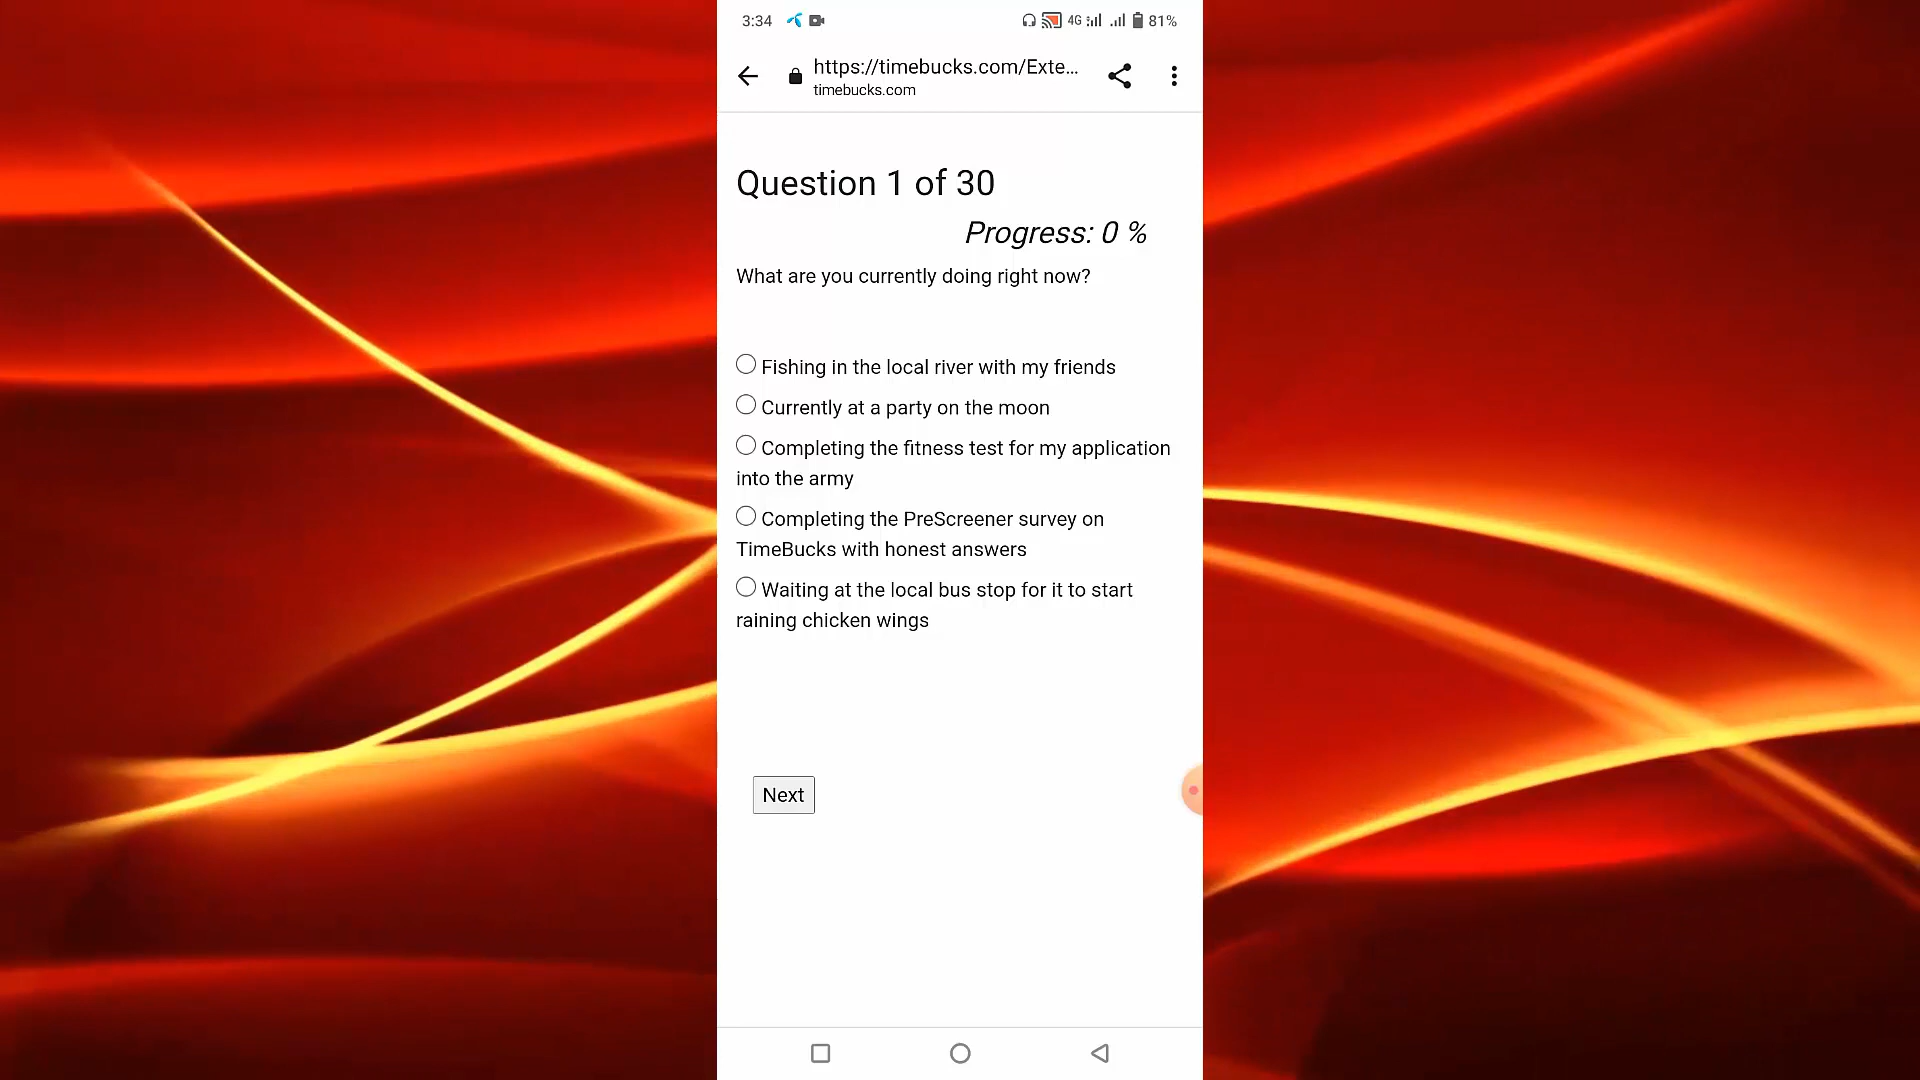 3:34
4G
81%
https://timebucks.com/Exte...
timebucks.com
Question 1 of 30
Progress: 0 %
What are you currently doing right now?
Fishing in the local river with my friends
Currently at a party on the moon
Completing the fitness test for my application
into the army
Completing the PreScreener survey on
TimeBucks with honest answers
Waiting at the local bus stop for it to start
raining chicken wings
Next